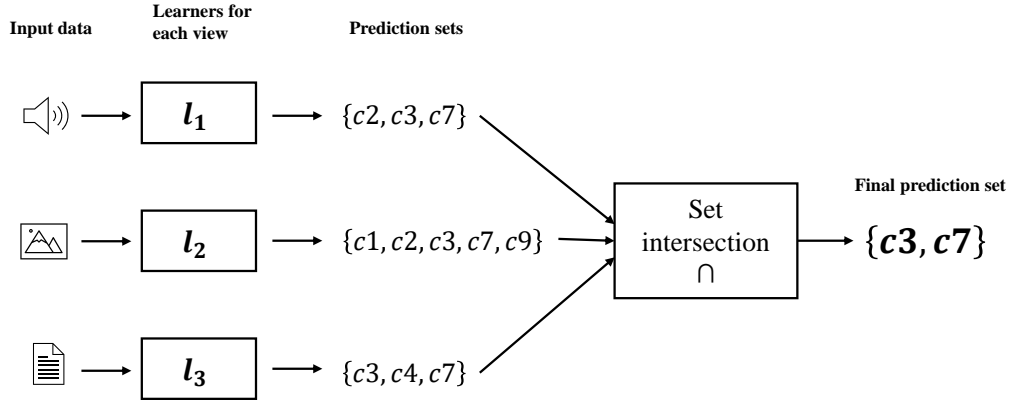 Input data
Learners for
each view
Prediction sets
l₁
{c2, c3, c7}
l₂
{c1, c2, c3, c7, c9}
l₃
{c3, c4, c7}
Set
intersection
∩
Final prediction set
{c3, c7}